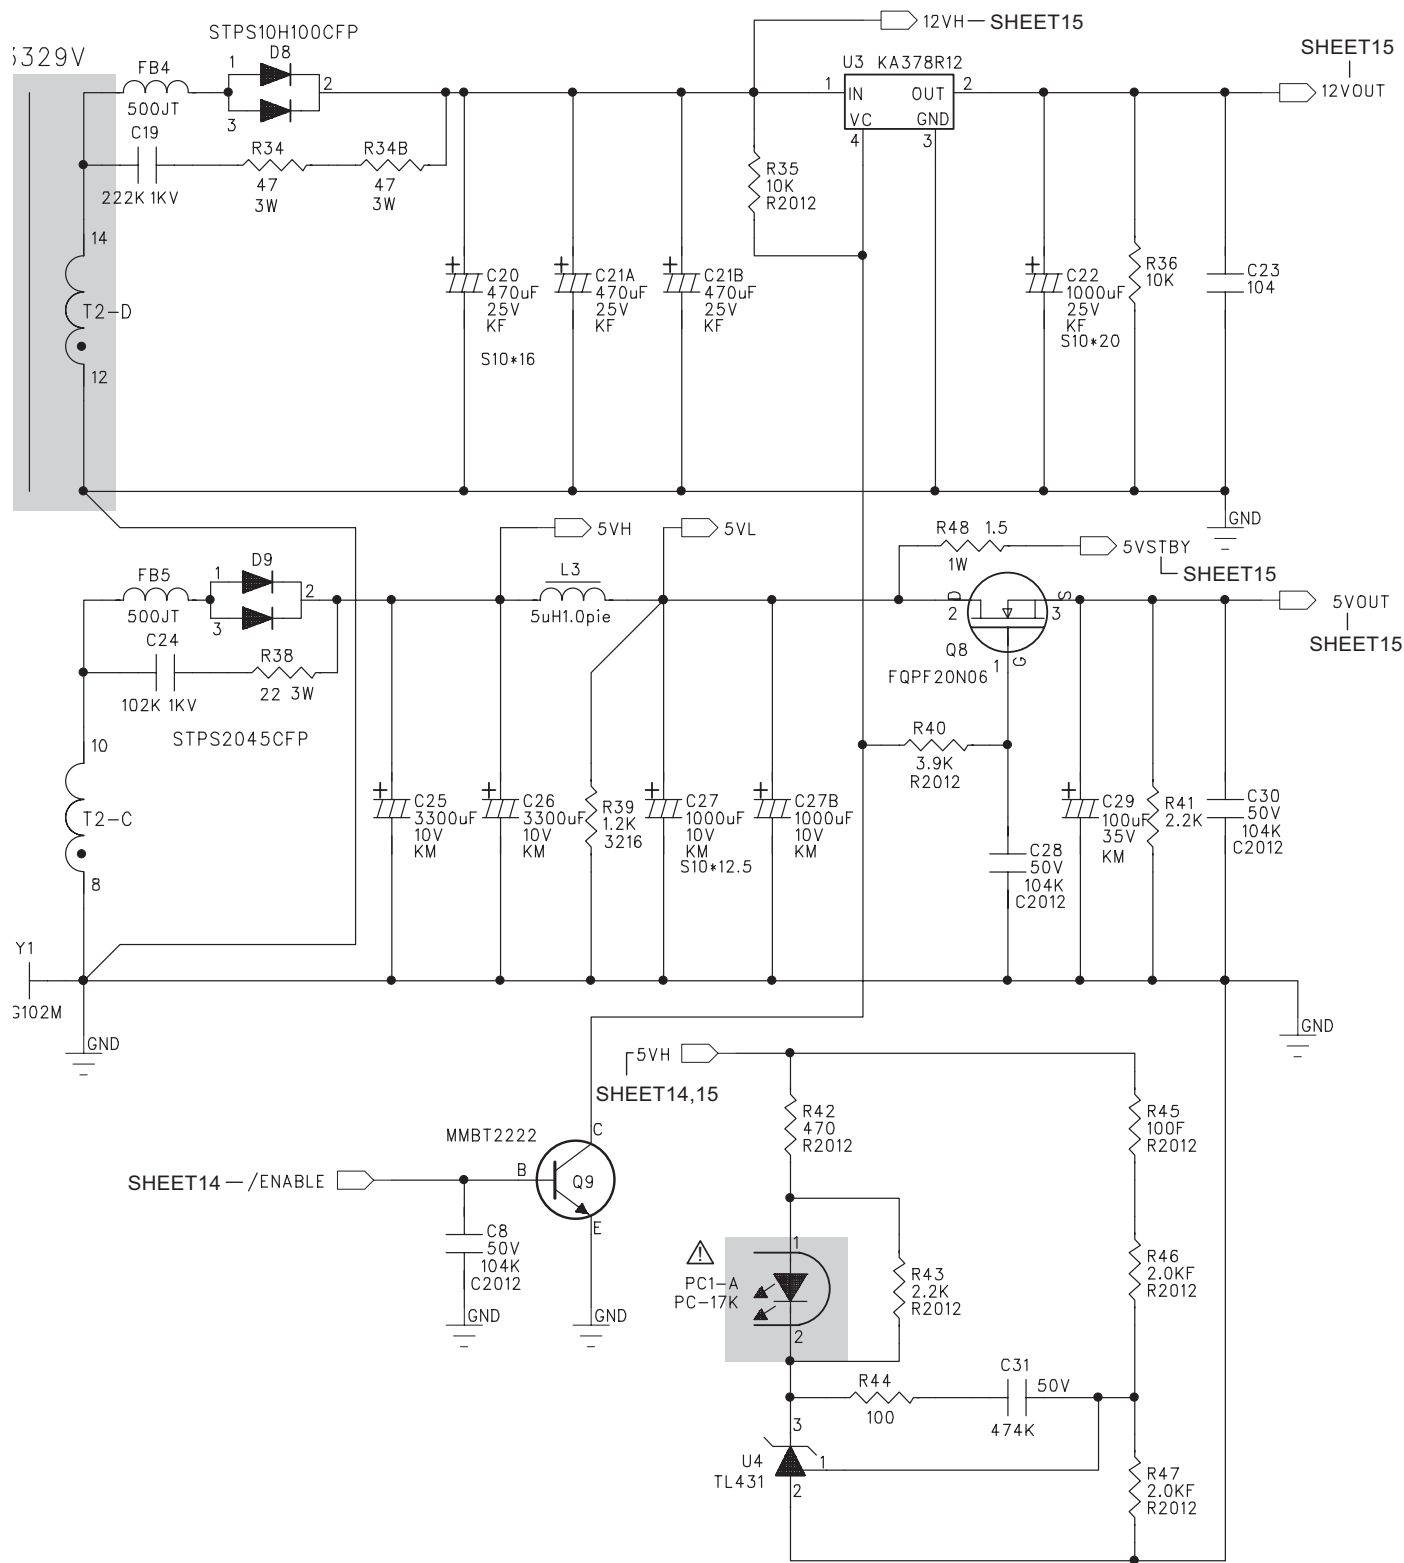 12VH
SHEET15
STPS10H100CFP
D8
3329V
FB4
500JT
1
2
3
U3 KA378R12
1
IN
OUT
2
VC
GND
4
3
SHEET15
12VOUT
C19
222K 1KV
R34
47
3W
R34B
47
3W
R35
10K
R2012
14
T2-D
12
C20
470uF
25V
KF
S10*16
C21A
470uF
25V
KF
C21B
470uF
25V
KF
C22
1000uF
25V
KF
S10*20
R36
10K
C23
104
GND
5VH
5VL
R48 1.5
1W
5VSTBY
SHEET15
D9
FB5
500JT
1
2
3
L3
5uH1.0pie
D
2
S
3
Q8
1
G
FQPF20N06
5VOUT
SHEET15
C24
102K 1KV
R38
22 3W
STPS2045CFP
R40
3.9K
R2012
10
T2-C
8
C25
3300uF
10V
KM
C26
3300uF
10V
KM
R39
1.2K
3216
C27
1000uF
10V
KM
S10*12.5
C27B
1000uF
10V
KM
C28
50V
104K
C2012
C29
100uF
35V
KM
R41
2.2K
C30
50V
104K
C2012
Y1
G102M
GND
GND
5VH
SHEET14,15
R42
470
R2012
R45
100F
R2012
MMBT2222
C
B
Q9
E
SHEET14
/ENABLE
C8
50V
104K
C2012
GND
GND
1
PC1-A
PC-17K
2
R43
2.2K
R2012
R46
2.0KF
R2012
R44
100
C31
50V
474K
3
U4
TL431
1
2
R47
2.0KF
R2012